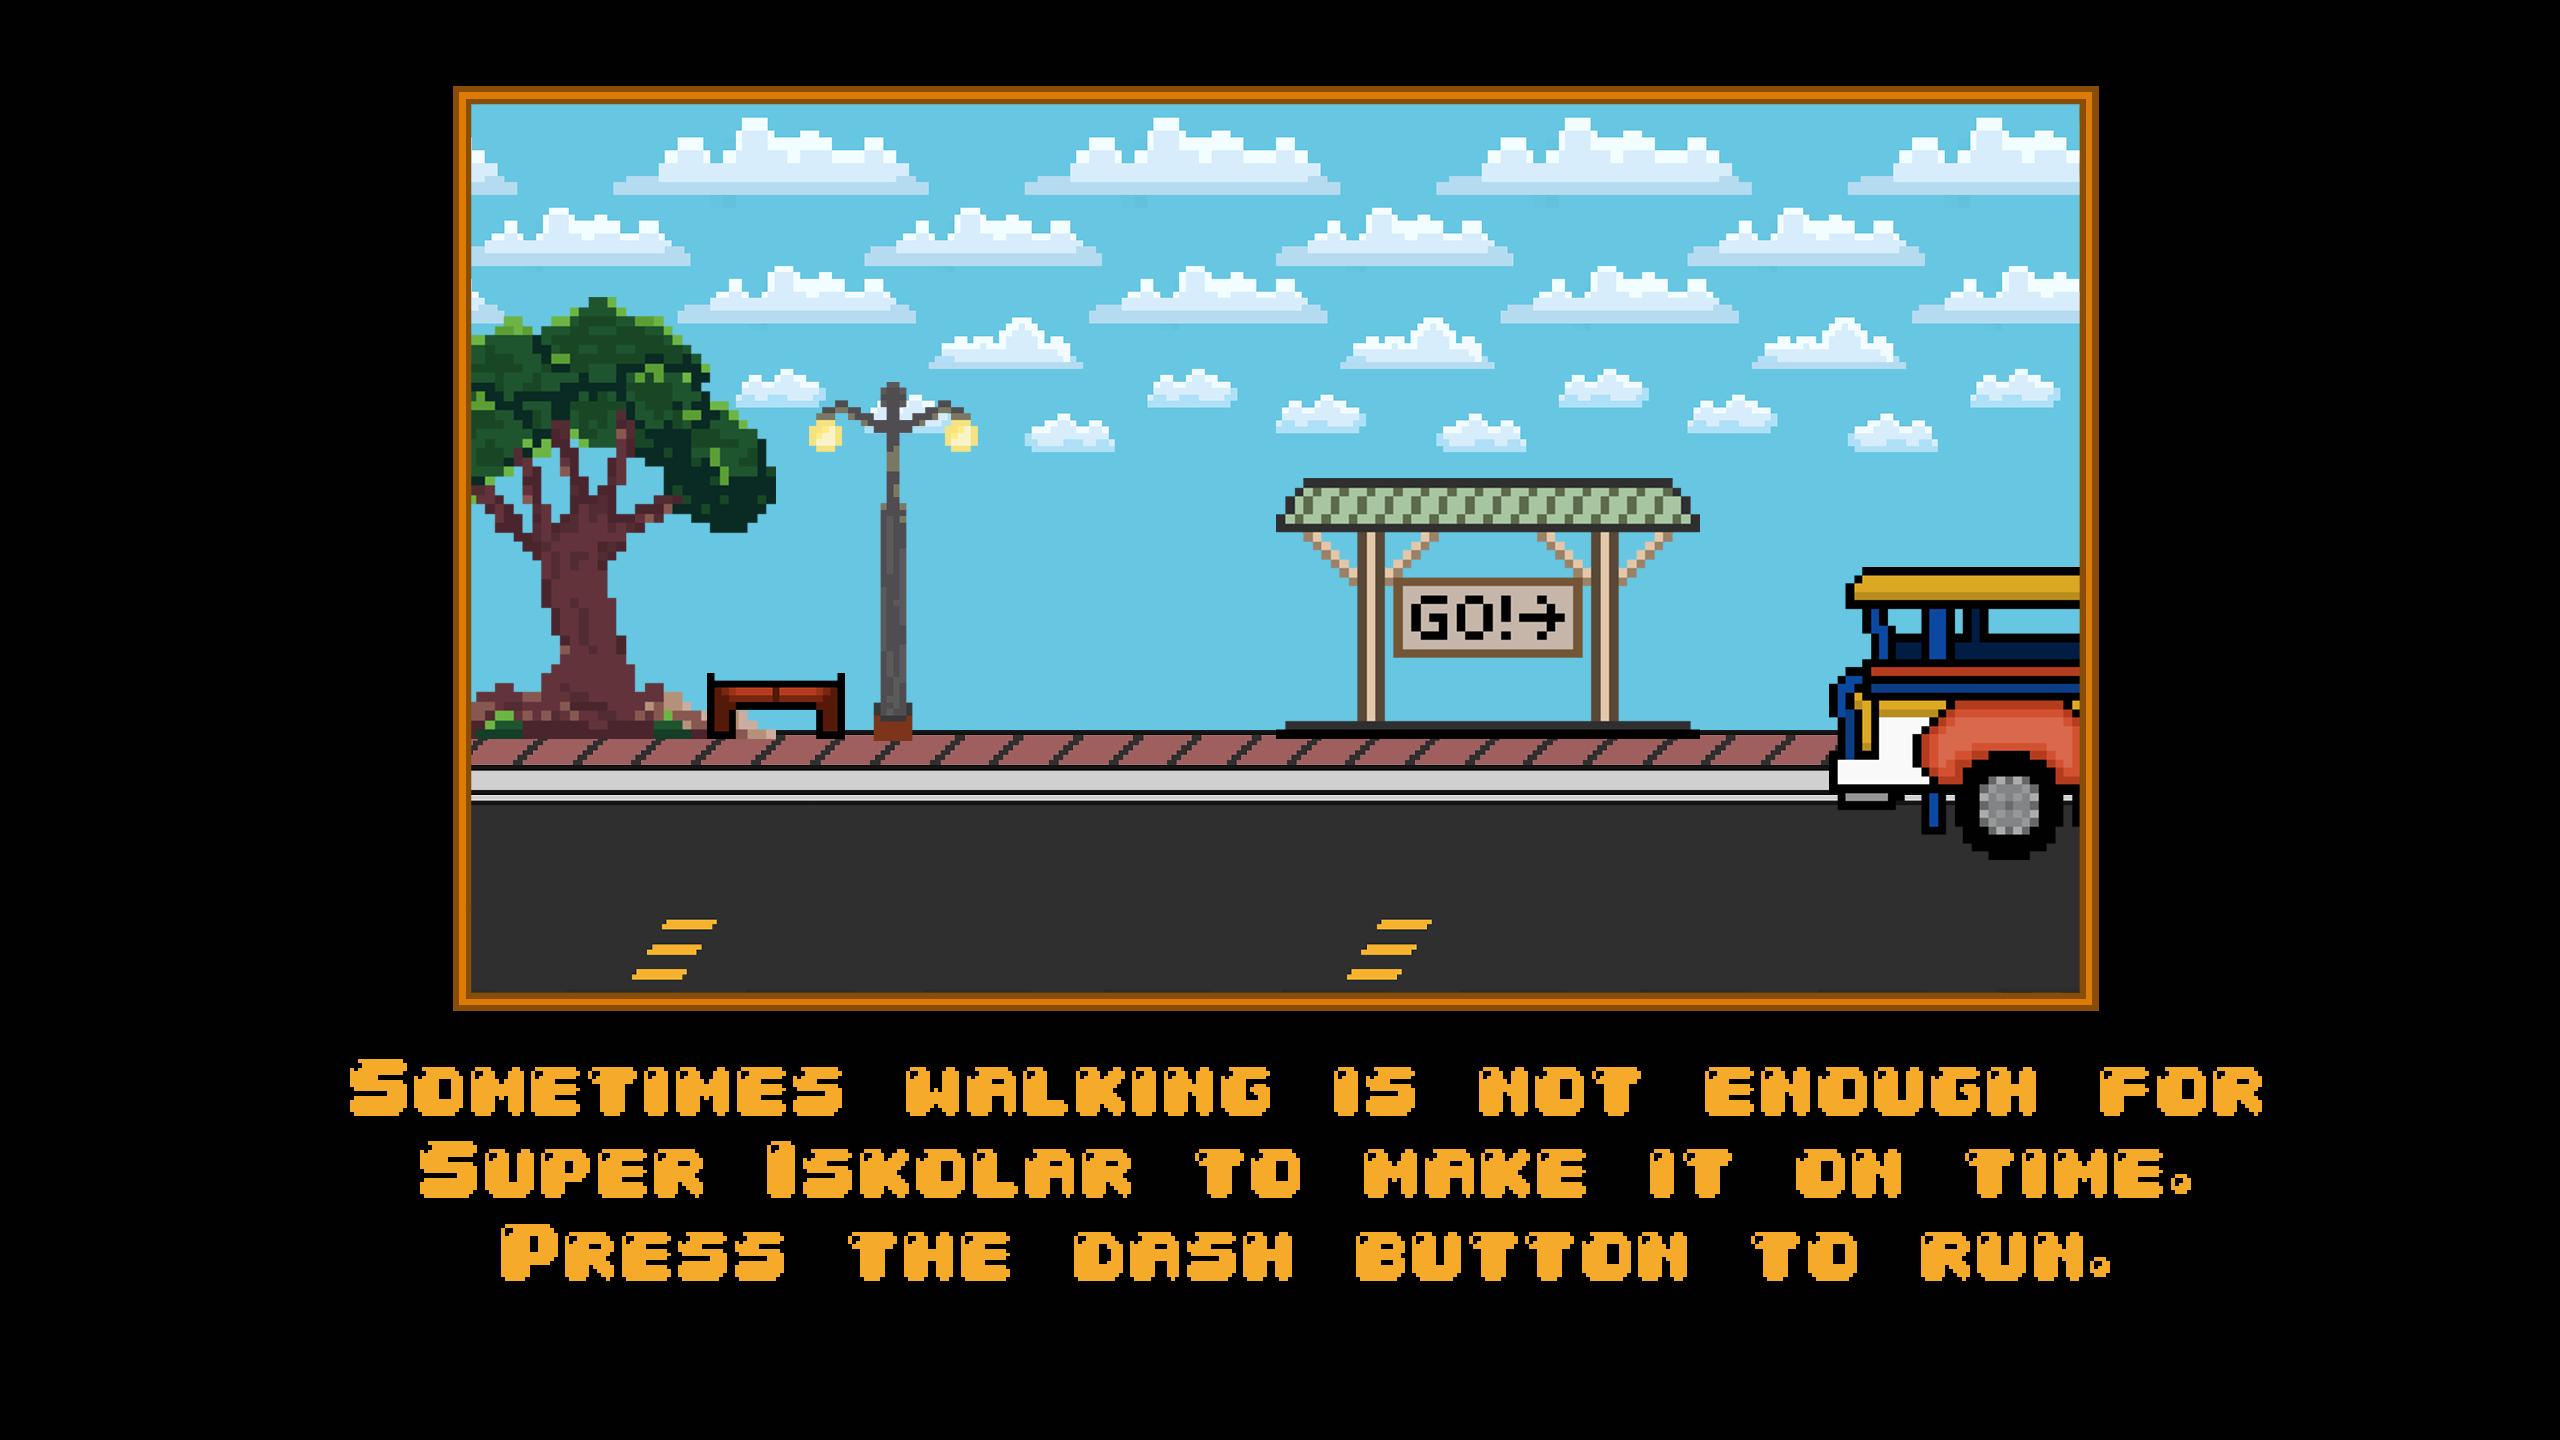 GO!→
Sometimes walking is not enough for
Super Iskolar to make it on time.
Press the dash button to run.